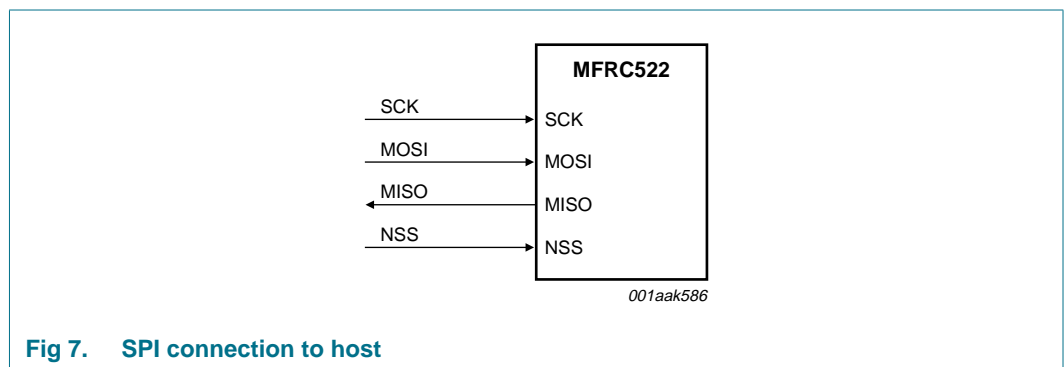 MFRC522
SCK SCK
MOSI MOSI
MISO MISO
NSS NSS
001aak586
Fig 7. SPI connection to host